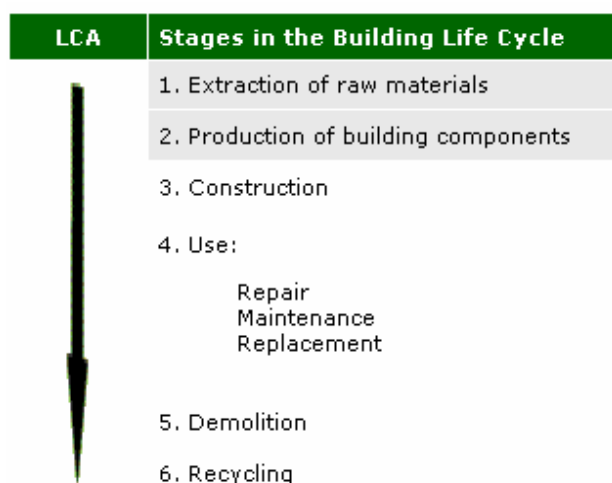 LCA Stages in the Building Life Cycle
1. Extraction of raw materials
2. Production of building components
3. Construction
4. Use:
Repair
Maintenance
Replacement
5. Demolition
6. Recycling